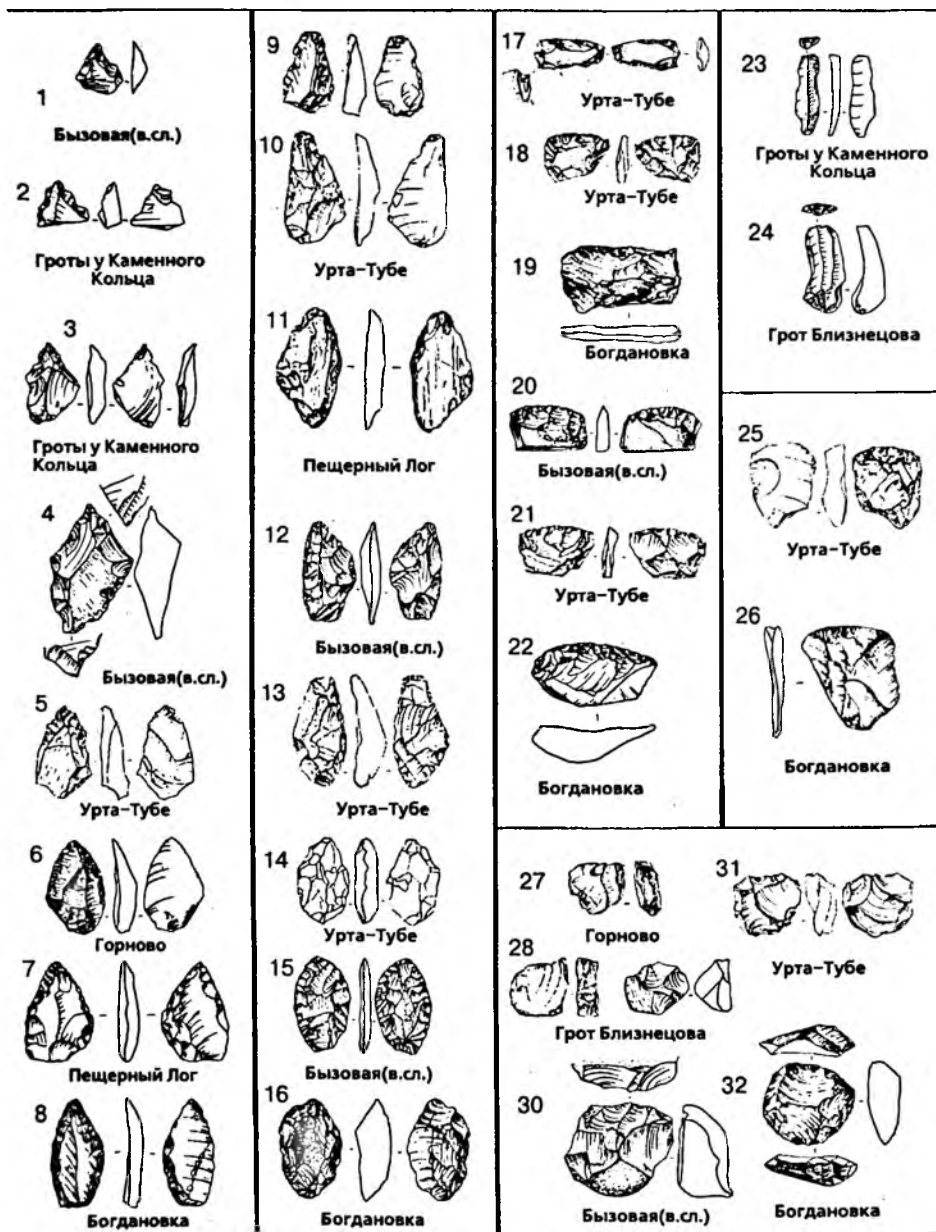 1
Бызовая(в.сл.)
2
Гроты у Каменного
Кольца
3
Гроты у Каменного
Кольца
4
Бызовая(в.сл.)
5
Урта-Тубе
6
Горново
7
Пещерный Лог
8
Богдановка
9
10
Урта-Тубе
11
Пещерный Лог
12
Бызовая(в.сл.)
13
Урта-Тубе
14
Урта-Тубе
15
Бызовая(в.сл.)
16
Богдановка
17
Урта-Тубе
18
Урта-Тубе
19
Богдановка
20
Бызовая(в.сл.)
21
Урта-Тубе
22
Богдановка
23
Гроты у Каменного
Кольца
24
Грот Близнецова
25
Урта-Тубе
26
Богдановка
27
Горново
28
Грот Близнецова
30
Бызовая(в.сл.)
31
Урта-Тубе
32
Богдановка